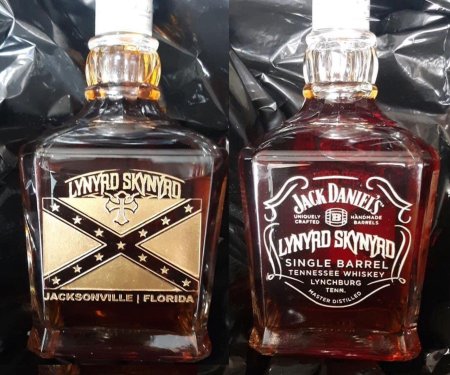 LYNYRD SKYNYRD
JACKSONVILLE | FLORIDA
JACK DANIEL'S
UNIQUELY CRAFTED
B
HANDMADE BARRELS
LYNYRD SKYNYRD
SINGLE BARREL
TENNESSEE WHISKEY
LYNCHBURG
TENN.
MASTER DISTILLED